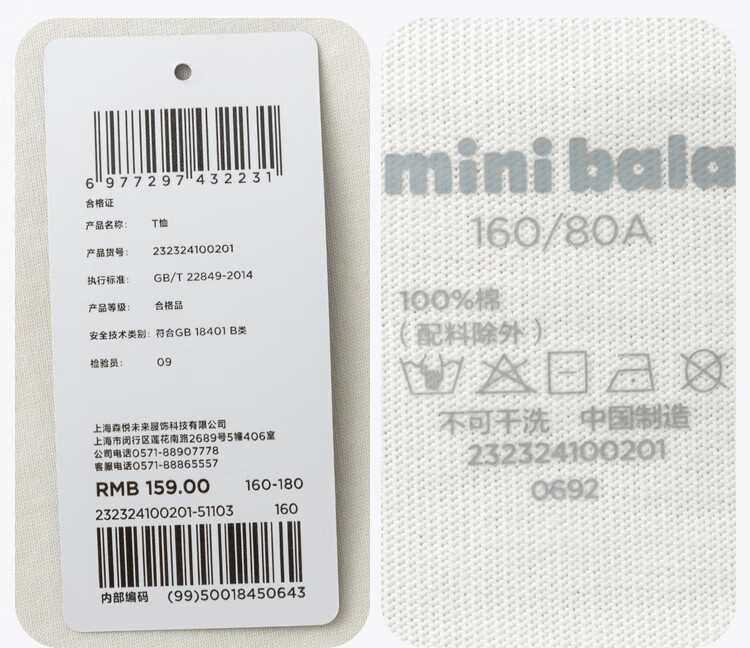 6 977297 432231
合格证
产品名称: T恤
产品货号: 232324100201
执行标准: GB/T 22849-2014
产品等级: 合格品
安全技术类别: 符合GB 18401 B类
检验员: 09
上海森悦未来服饰科技有限公司
上海市闵行区莲花南路2689号5幢406室
公司电话0571-88907778
客服电话0571-88865557
RMB 159.00 160-180
232324100201-51103 160
内部编码 (99)50018450643
mini bala
160/80A
100%棉
(配料除外)
不可干洗 中国制造
232324100201
0692